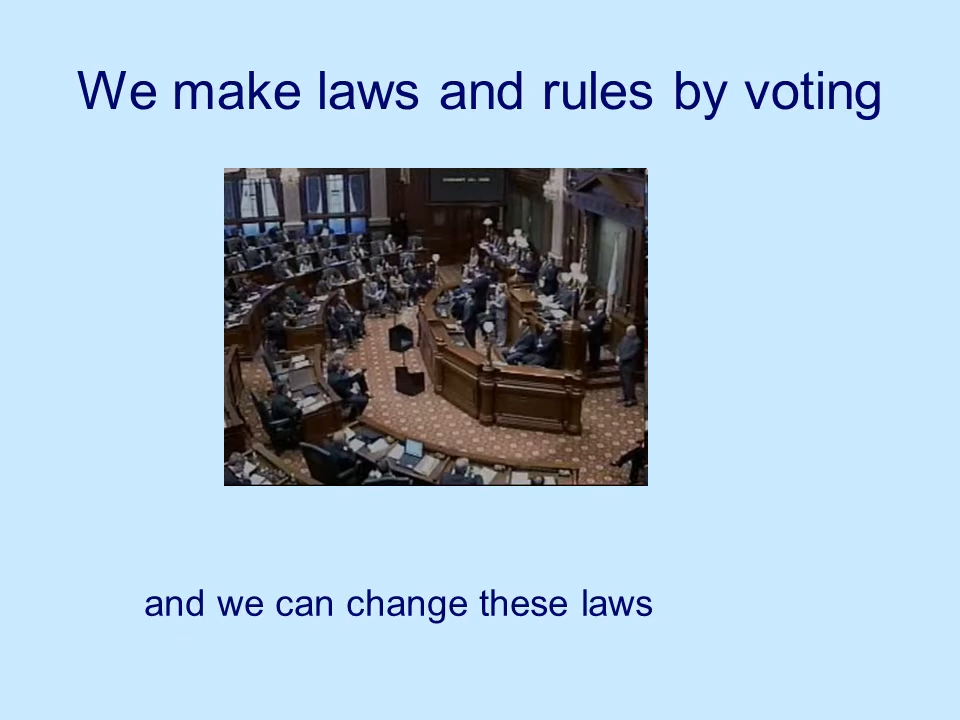 We make laws and rules by voting
and we can change these laws